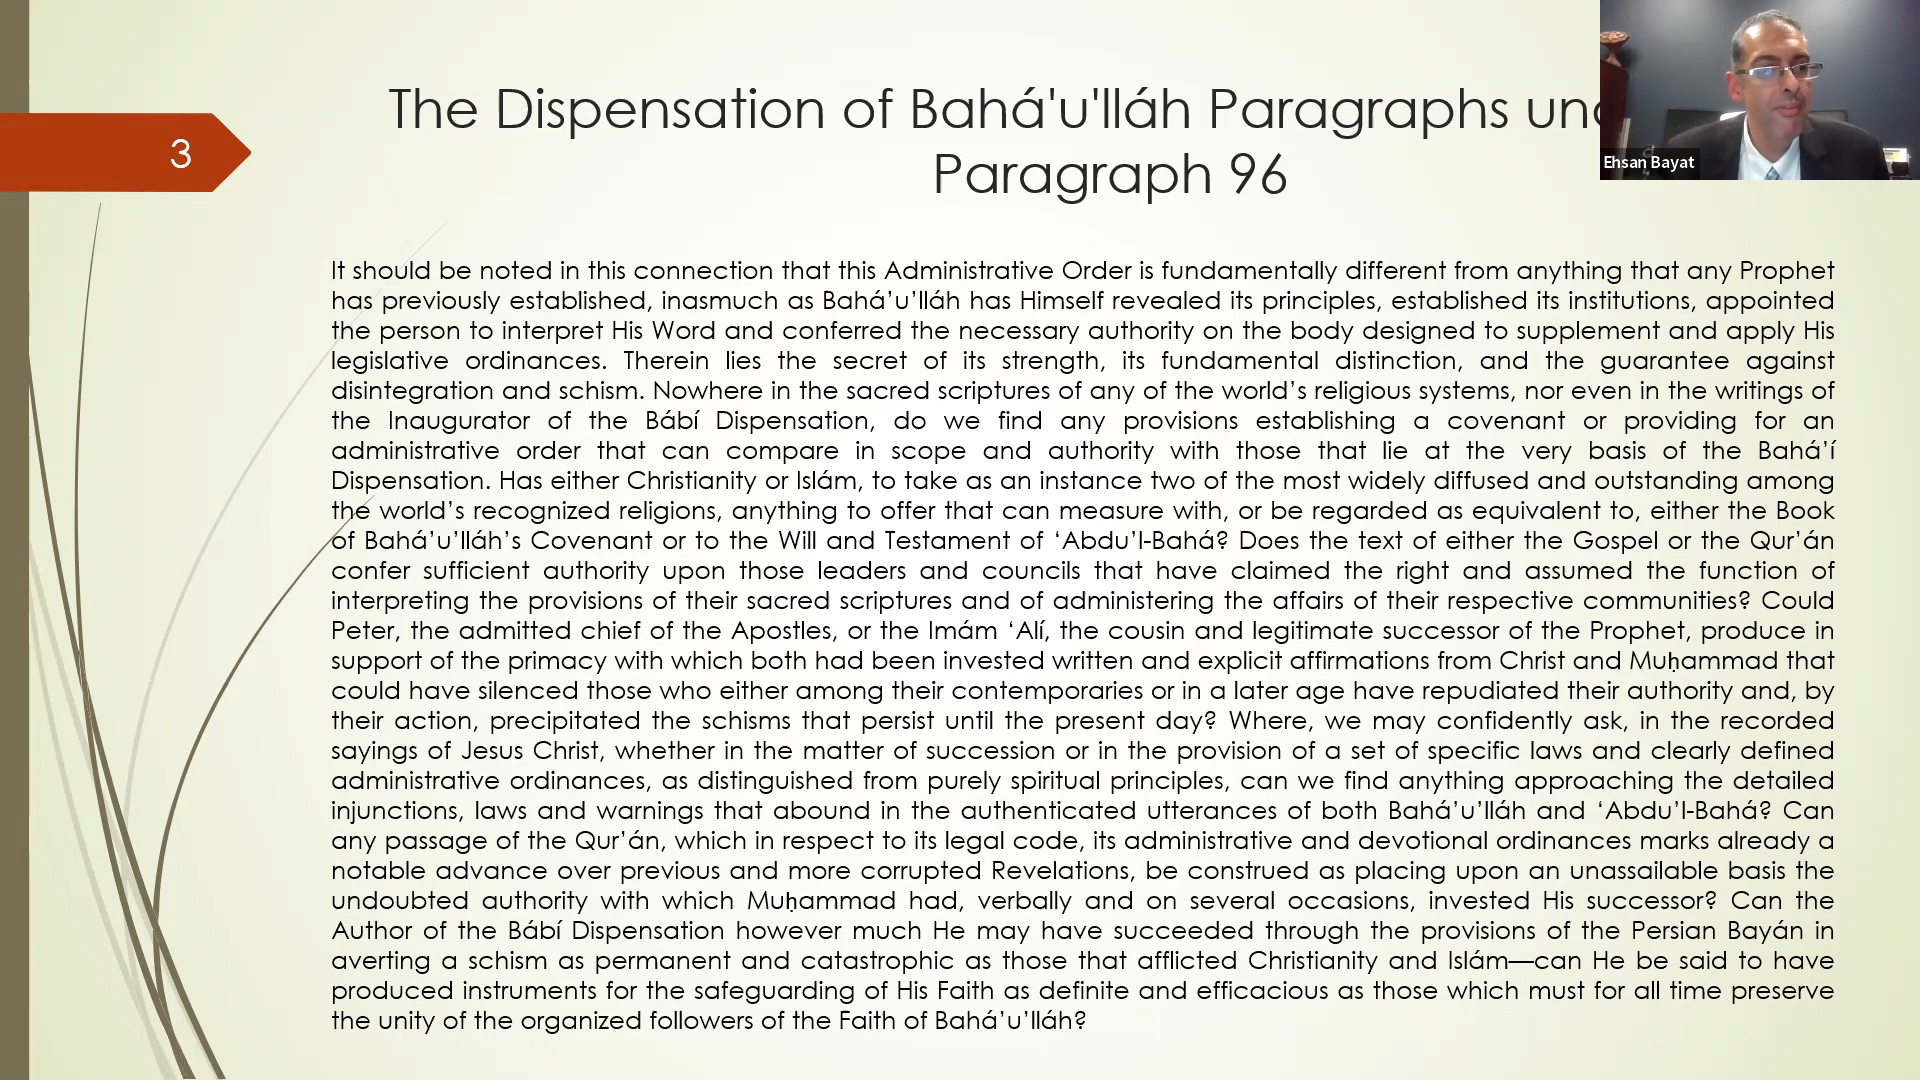 3
The Dispensation of Bahá'u'lláh Paragraphs
Paragraph 96
Ehsan Bayat
It should be noted in this connection that this Administrative Order is fundamentally different from anything that any Prophet
has previously established, inasmuch as Bahá’u’lláh has Himself revealed its principles, established its institutions, appointed
the person to interpret His Word and conferred the necessary authority on the body designed to supplement and apply His
legislative ordinances. Therein lies the secret of its strength, its fundamental distinction, and the guarantee against
disintegration and schism. Nowhere in the sacred scriptures of any of the world’s religious systems, nor even in the writings of
the Inaugurator of the Bábí Dispensation, do we find any provisions establishing a covenant or providing for an
administrative order that can compare in scope and authority with those that lie at the very basis of the Bahá’í
Dispensation. Has either Christianity or Islám, to take as an instance two of the most widely diffused and outstanding among
the world’s recognized religions, anything to offer that can measure with, or be regarded as equivalent to, either the Book
of Bahá’u’lláh’s Covenant or to the Will and Testament of ‘Abdu’l-Bahá? Does the text of either the Gospel or the Qur’án
confer sufficient authority upon those leaders and councils that have claimed the right and assumed the function of
interpreting the provisions of their sacred scriptures and of administering the affairs of their respective communities? Could
Peter, the admitted chief of the Apostles, or the Imám ‘Alí, the cousin and legitimate successor of the Prophet, produce in
support of the primacy with which both had been invested written and explicit affirmations from Christ and Muḥammad that
could have silenced those who either among their contemporaries or in a later age have repudiated their authority and, by
their action, precipitated the schisms that persist until the present day? Where, we may confidently ask, in the recorded
sayings of Jesus Christ, whether in the matter of succession or in the provision of a set of specific laws and clearly defined
administrative ordinances, as distinguished from purely spiritual principles, can we find anything approaching the detailed
injunctions, laws and warnings that abound in the authenticated utterances of both Bahá’u’lláh and ‘Abdu’l-Bahá? Can
any passage of the Qur’án, which in respect to its legal code, its administrative and devotional ordinances marks already a
notable advance over previous and more corrupted Revelations, be construed as placing upon an unassailable basis the
undoubted authority with which Muḥammad had, verbally and on several occasions, invested His successor? Can the
Author of the Bábí Dispensation however much He may have succeeded through the provisions of the Persian Bayán in
averting a schism as permanent and catastrophic as those that afflicted Christianity and Islám—can He be said to have
produced instruments for the safeguarding of His Faith as definite and efficacious as those which must for all time preserve
the unity of the organized followers of the Faith of Bahá’u’lláh?